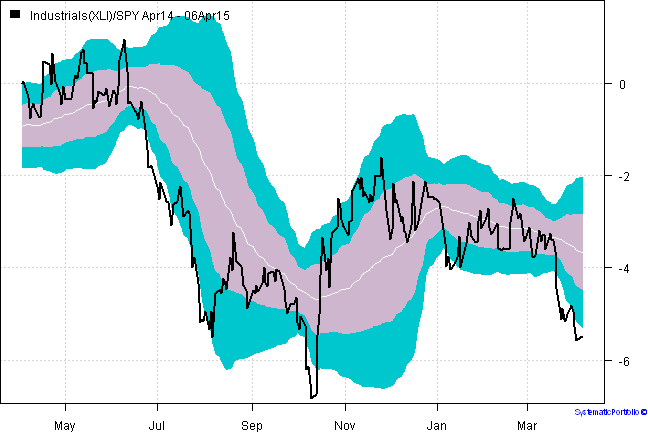 Industrials(XLI)/SPY Apr14 - 06Apr15
0
-2
-4
-6
May Jul Sep Nov Jan Mar
SystematicPortfolio ©